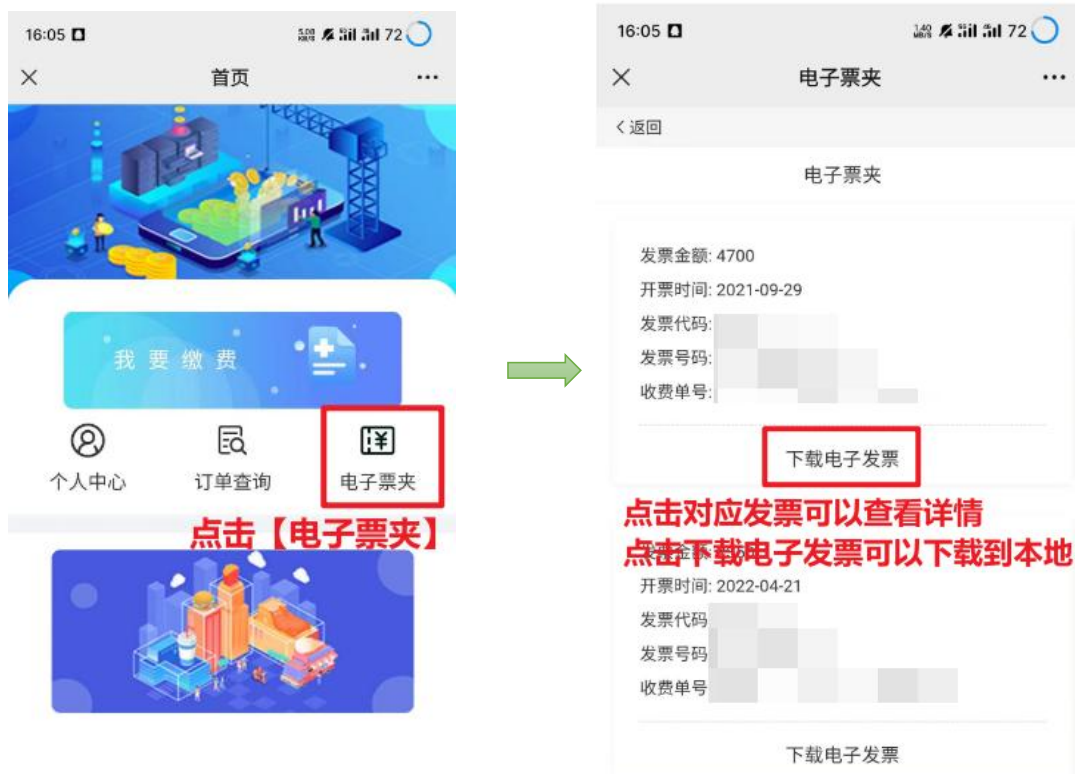 16:05
5.00 KB/S 72
首页
我要缴费
个人中心
订单查询
电子票夹
点击【电子票夹】
16:05
1.40 MB/S 72
电子票夹
返回
电子票夹
发票金额: 4700
开票时间: 2021-09-29
发票代码:
发票号码:
收费单号:
下载电子发票
点击对应发票可以查看详情
点击下载电子发票可以下载到本地
开票时间: 2022-04-21
发票代码
发票号码
收费单号
下载电子发票